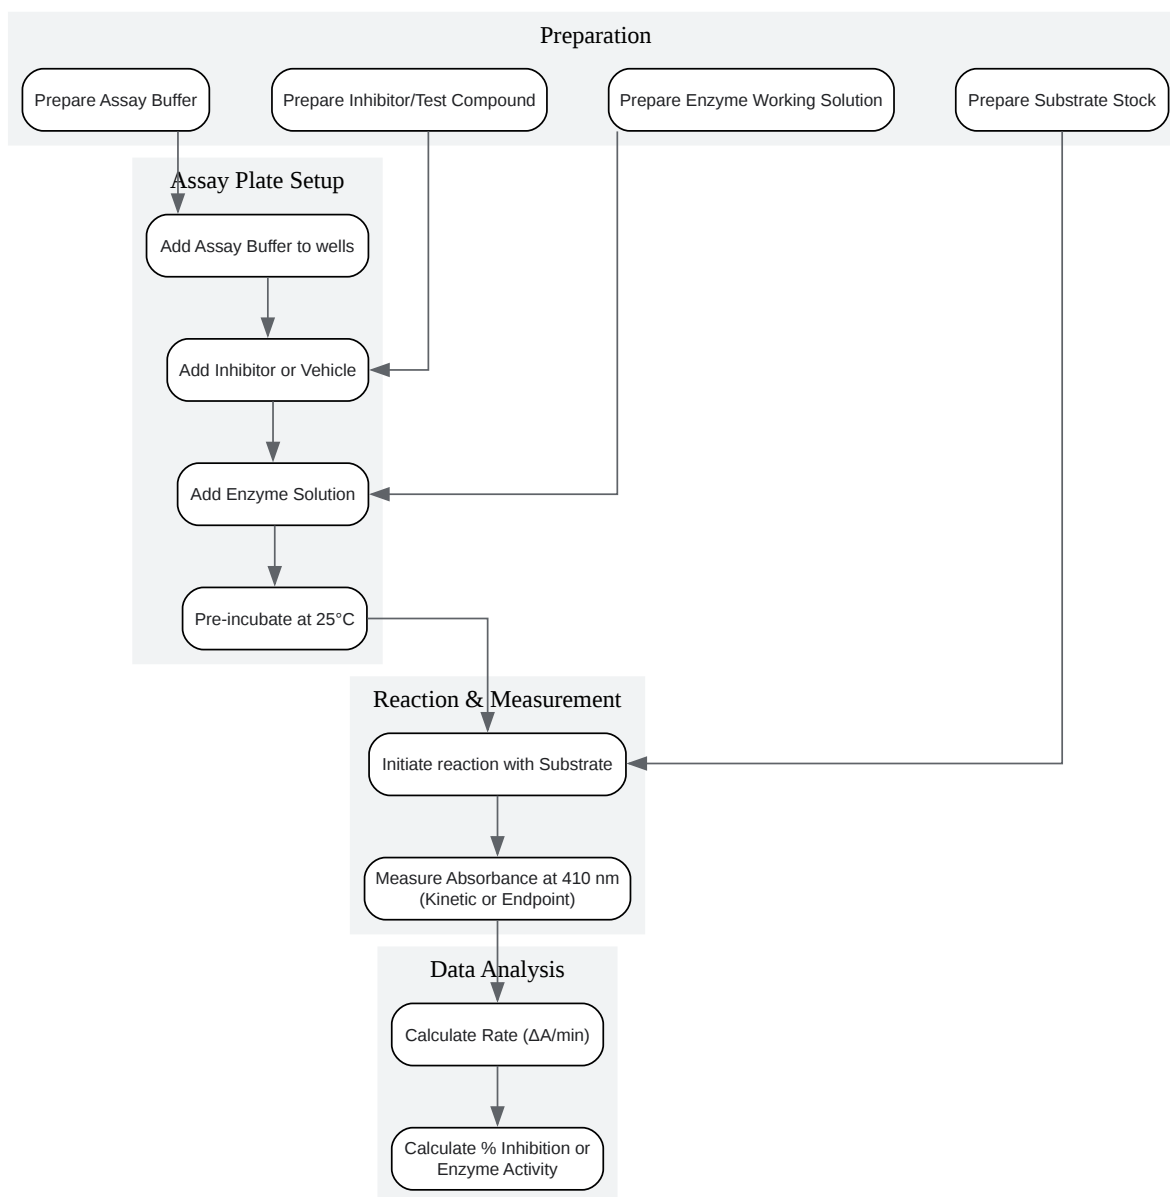 Preparation
Prepare Assay Buffer
Prepare Inhibitor/Test Compound
Prepare Enzyme Working Solution
Prepare Substrate Stock
Assay Plate Setup
Add Assay Buffer to wells
Add Inhibitor or Vehicle
Add Enzyme Solution
Pre-incubate at 25°C
Reaction & Measurement
Initiate reaction with Substrate
Measure Absorbance at 410 nm
(Kinetic or Endpoint)
Data Analysis
Calculate Rate (ΔA/min)
Calculate % Inhibition or
Enzyme Activity